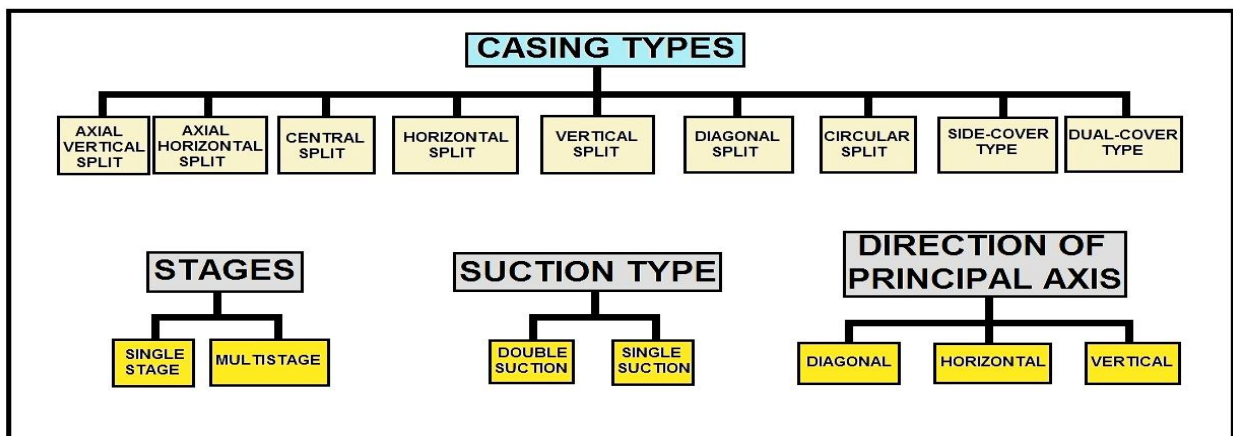 CASING TYPES
AXIAL
VERTICAL
SPLIT
AXIAL
HORIZONTAL
SPLIT
CENTRAL
SPLIT
HORIZONTAL
SPLIT
VERTICAL
SPLIT
DIAGONAL
SPLIT
CIRCULAR
SPLIT
SIDE-COVER
TYPE
DUAL-COVER
TYPE
STAGES
SINGLE
STAGE
MULTISTAGE
SUCTION TYPE
DOUBLE
SUCTION
SINGLE
SUCTION
DIRECTION OF
PRINCIPAL AXIS
DIAGONAL
HORIZONTAL
VERTICAL